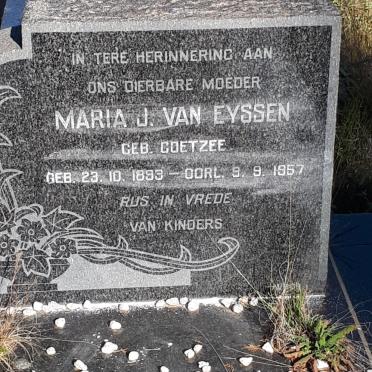 IN TERE HERINNERING AAN
ONS DIERBARE MOEDER
MARIA J. VAN EYSSEN
GEB. COETZEE
GEB. 23. 10. 1893 — OORL. 9. 9. 1957
RUS IN VREDE
VAN KINDERS